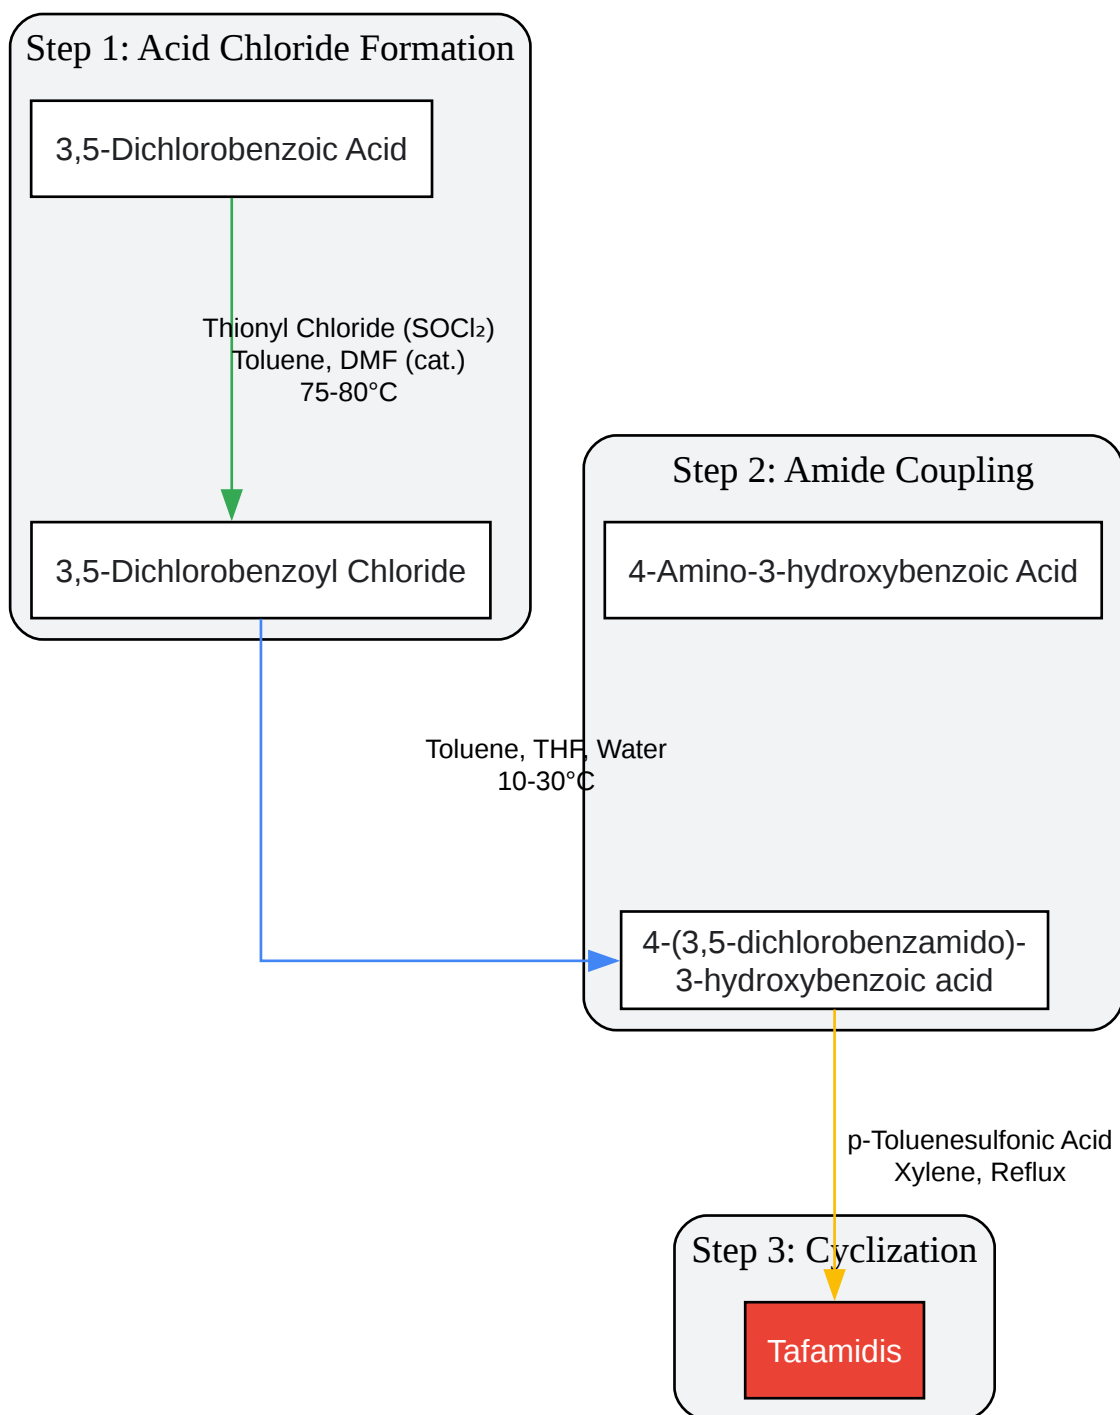 Step 1: Acid Chloride Formation
3,5-Dichlorobenzoic Acid
Thionyl Chloride (SOCl₂)
Toluene, DMF (cat.)
75-80°C
3,5-Dichlorobenzoyl Chloride
Step 2: Amide Coupling
4-Amino-3-hydroxybenzoic Acid
Toluene, THF, Water
10-30°C
4-(3,5-dichlorobenzamido)-
3-hydroxybenzoic acid
p-Toluenesulfonic Acid
Xylene, Reflux
Step 3: Cyclization
Tafamidis